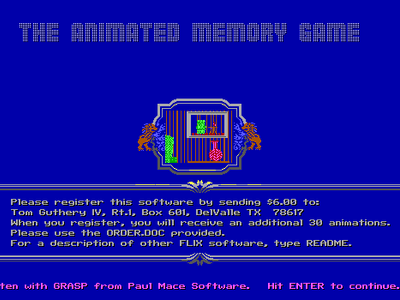 THE ANIMATED MEMORY GAME
Please register this software by sending $6.00 to:
Tom Guthery IV, Rt.1, Box 601, DelValle TX  78617
When you register, you will receive an additional 30 animations.
Please use the ORDER.DOC provided.
For a description of other FLIX software, type README.
ten with GRASP from Paul Mace Software.   Hit ENTER to continue.